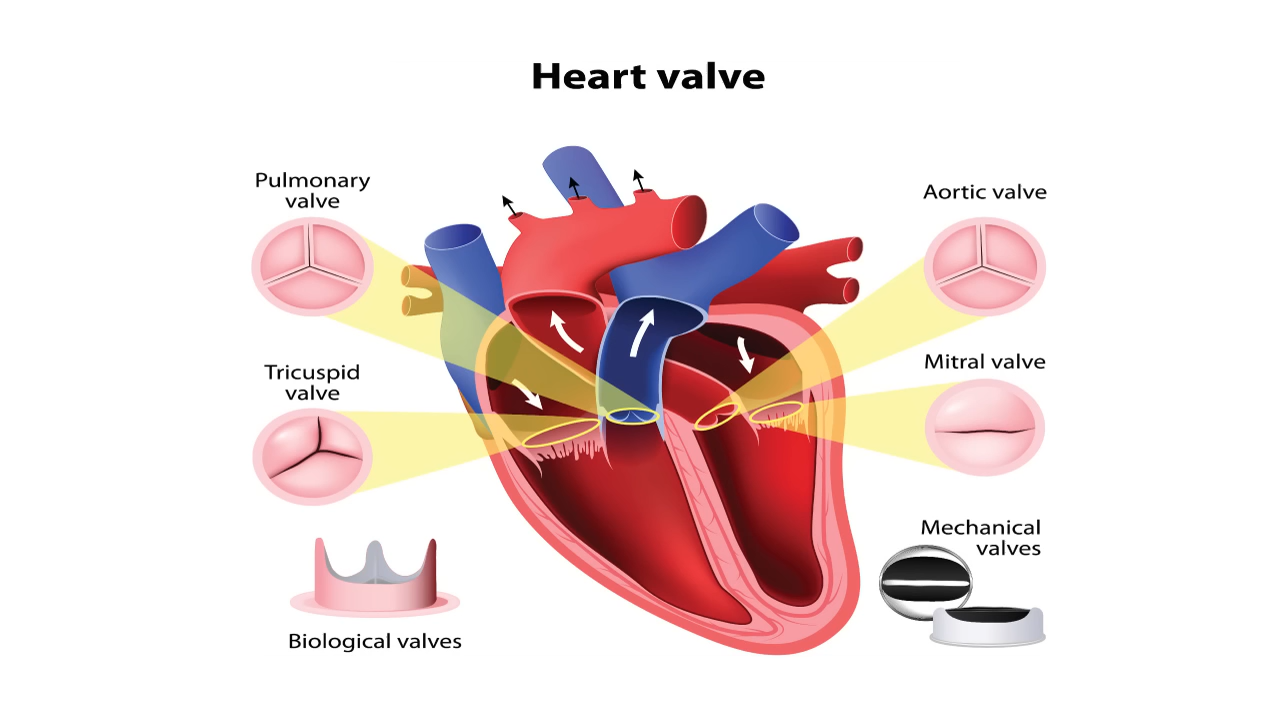 Heart valve
Pulmonary
valve
Aortic valve
Tricuspid
valve
Mitral valve
Mechanical
valves
Biological valves